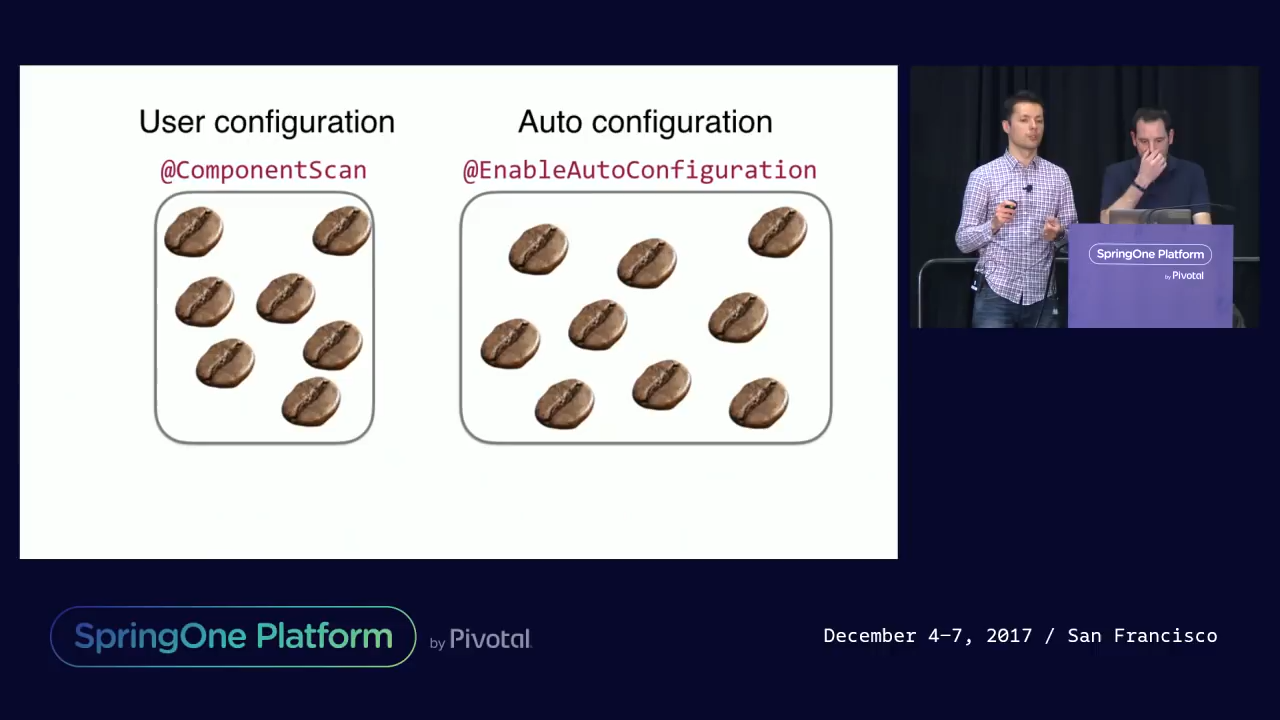 User configuration
Auto configuration
@ComponentScan
@EnableAutoConfiguration
SpringOne Platform
by Pivotal
SpringOne Platform
by Pivotal
December 4–7, 2017 / San Francisco